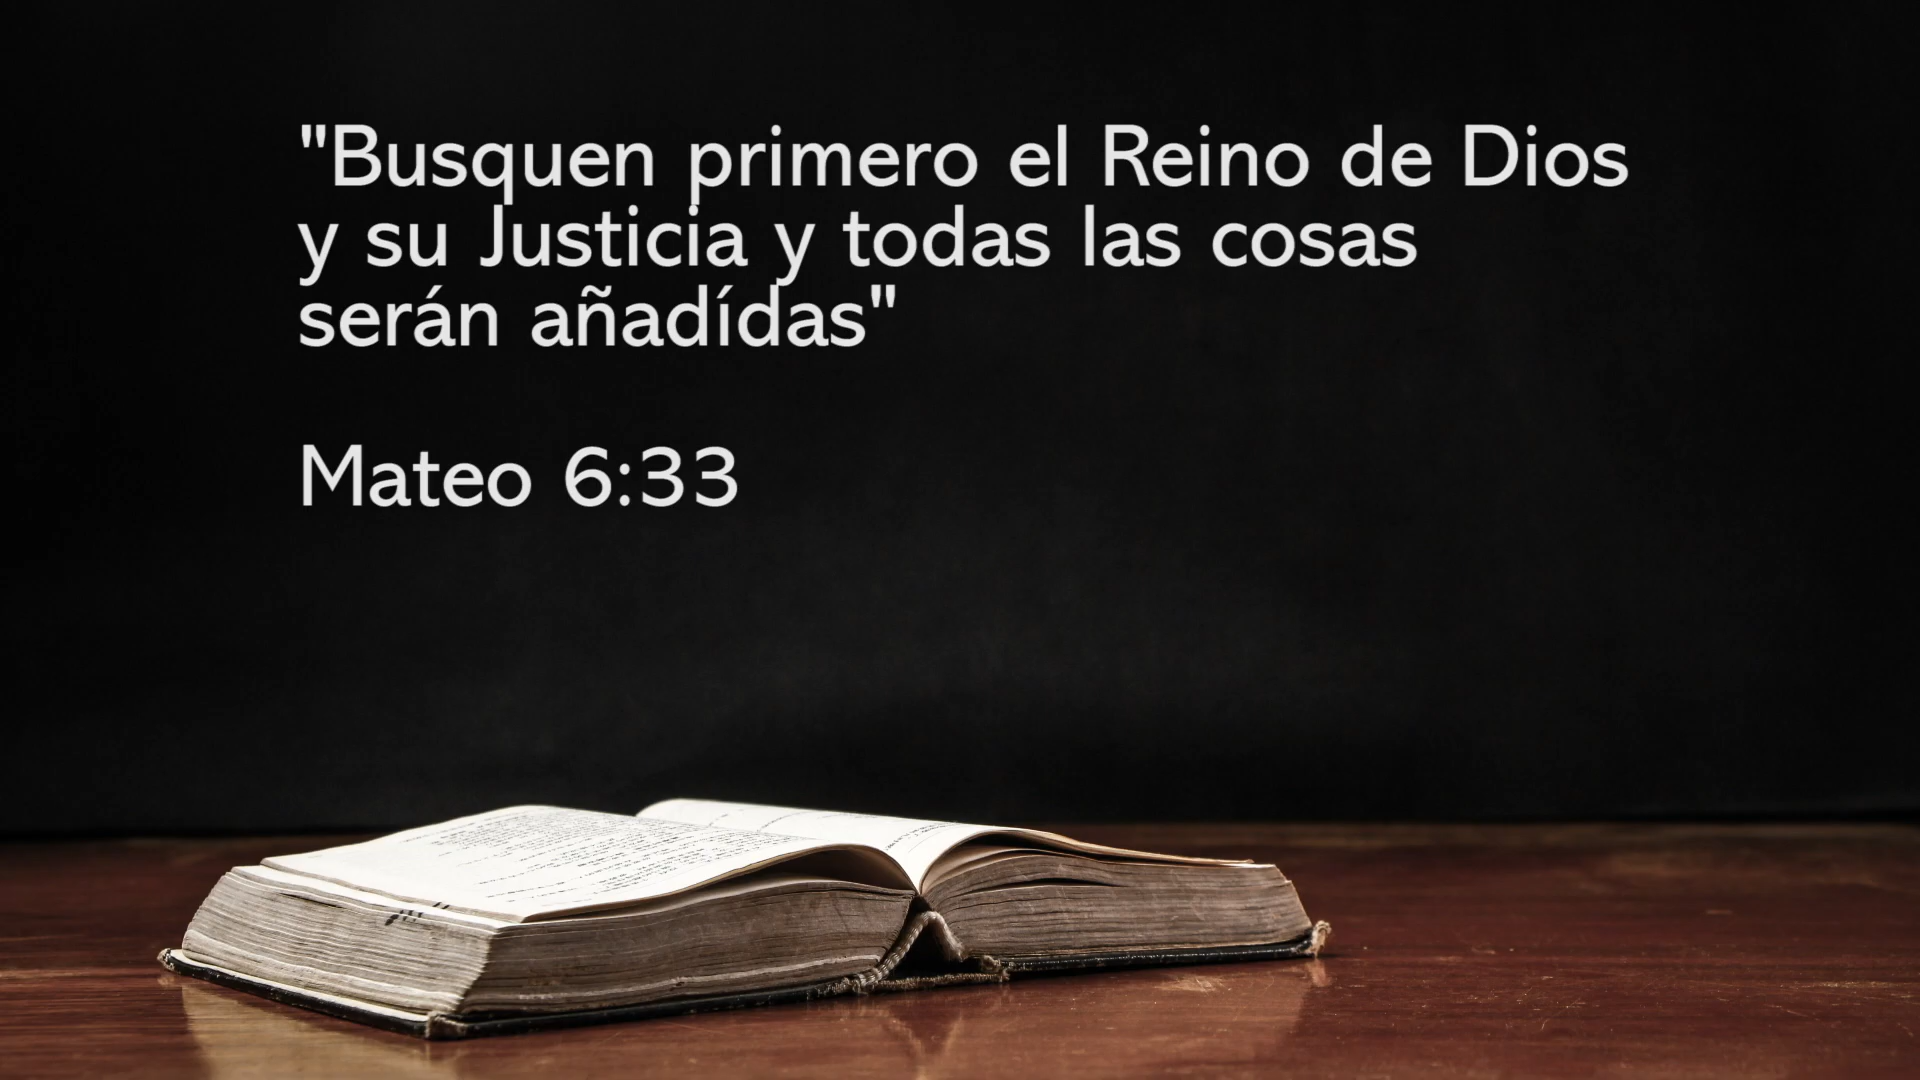 "Busquen primero el Reino de Dios
y su Justicia y todas las cosas
serán añadídas"
Mateo 6:33